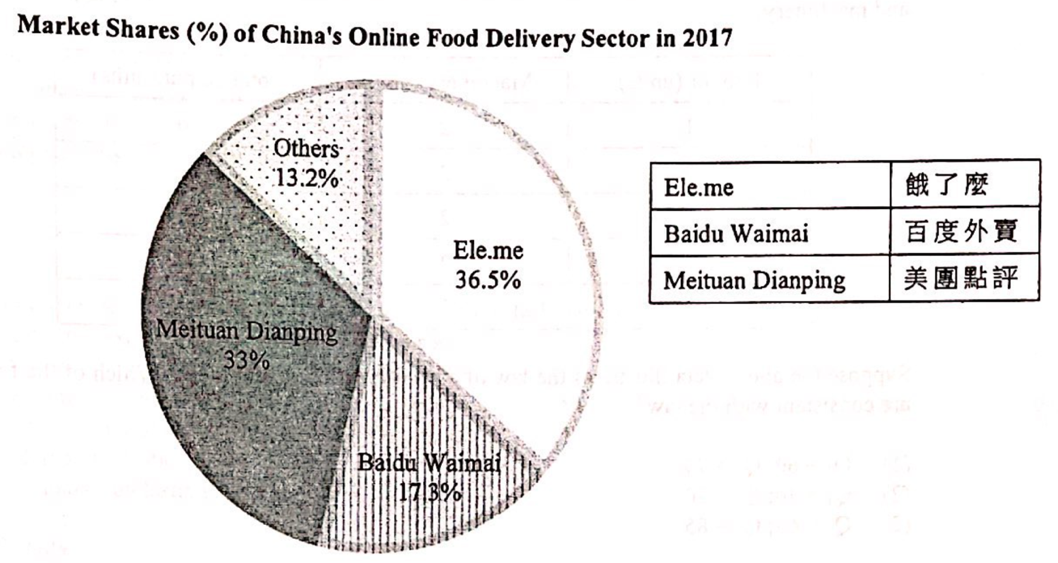 Market Shares (%) of China's Online Food Delivery Sector in 2017
Others
13.2%
Ele.me
36.5%
Meituan Dianping
33%
Baidu Waimai
17.3%
Ele.me 餓了麼
Baidu Waimai 百度外賣
Meituan Dianping 美團點評